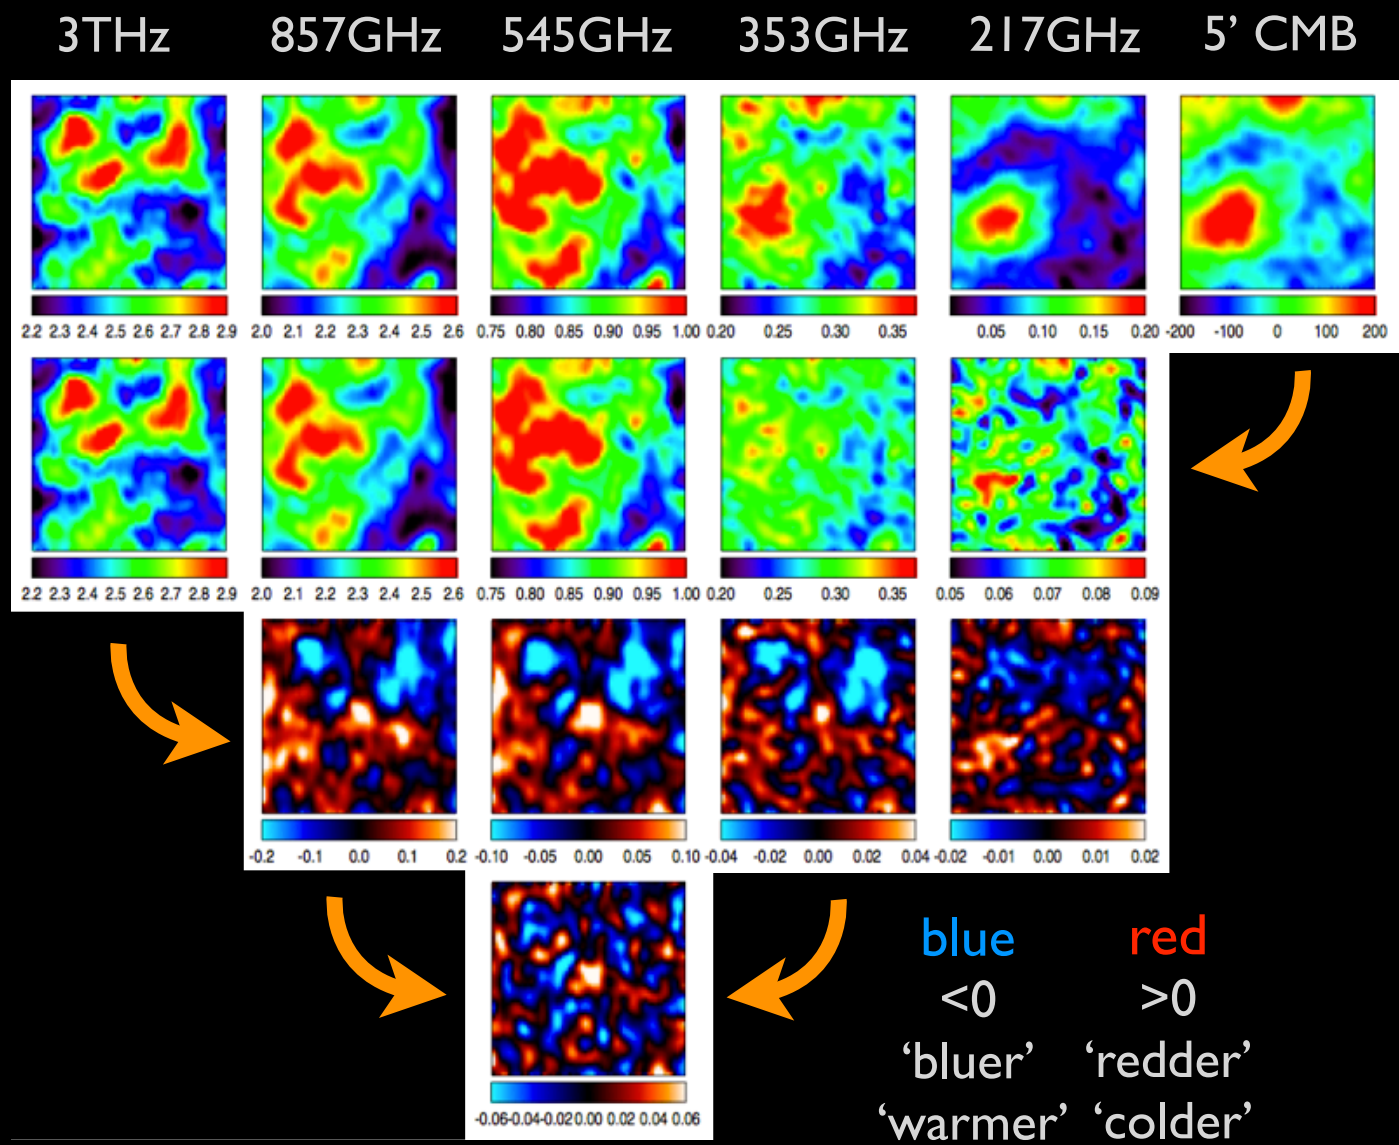 3THz 857GHz 545GHz 353GHz 217GHz 5’ CMB
2.2 2.3 2.4 2.5 2.6 2.7 2.8 2.9 2.0 2.1 2.2 2.3 2.4 2.5 2.6 0.75 0.80 0.85 0.90 0.95 1.00 0.20 0.25 0.30 0.35 0.05 0.10 0.15 0.20 -200 -100 0 100 200
2.2 2.3 2.4 2.5 2.6 2.7 2.8 2.9 2.0 2.1 2.2 2.3 2.4 2.5 2.6 0.75 0.80 0.85 0.90 0.95 1.00 0.20 0.25 0.30 0.35 0.05 0.06 0.07 0.08 0.09
-0.2 -0.1 0.0 0.1 0.2 -0.10 -0.05 0.00 0.05 0.10 -0.04 -0.02 0.00 0.02 0.04 -0.02 -0.01 0.00 0.01 0.02
blue red
<0 >0
‘bluer’ ‘redder’
-0.06-0.04-0.020.00 0.02 0.04 0.06 ‘warmer’ ‘colder’